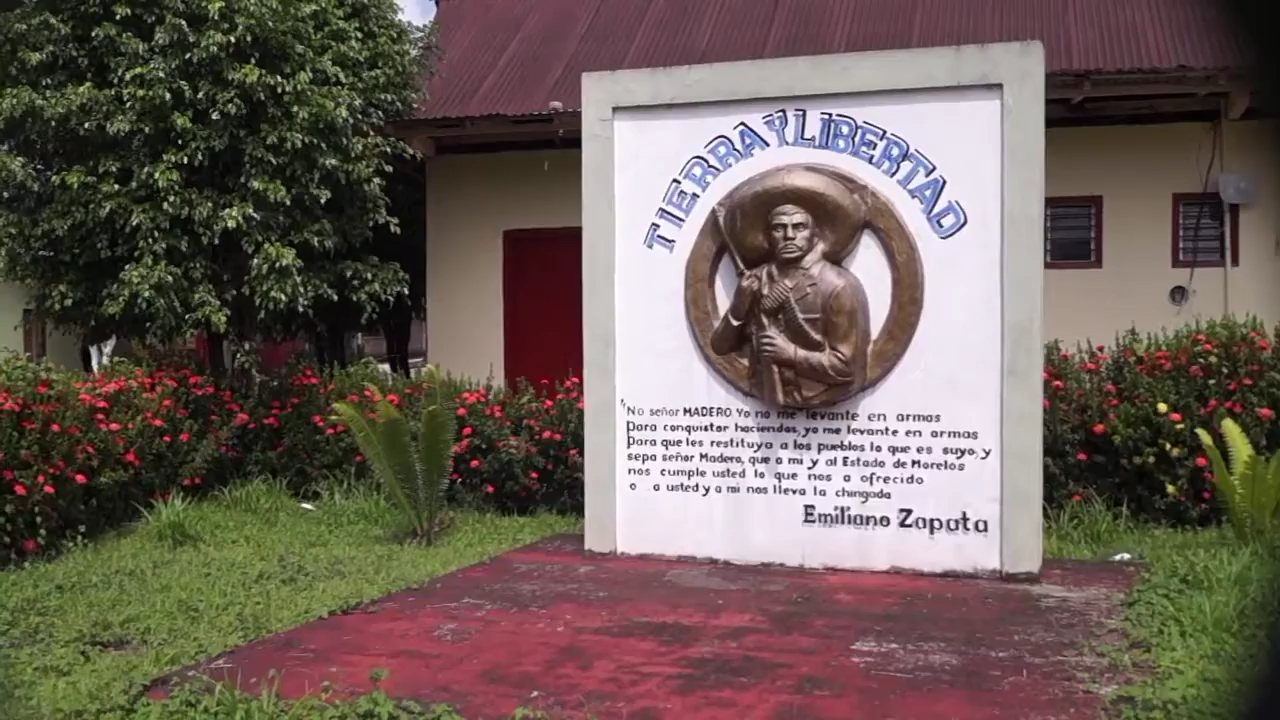 TIERRA Y LIBERTAD
"No señor MADERO. Yo no me levante en armas
para conquistar haciendas, yo me levante en armas
para que les restituya a los pueblos lo que es suyo, y
sepa señor Madero, que a mi y al Estado de Morelos
nos cumple usted lo que nos a ofrecido
o a usted y a mi nos lleva la chingada
Emiliano Zapata